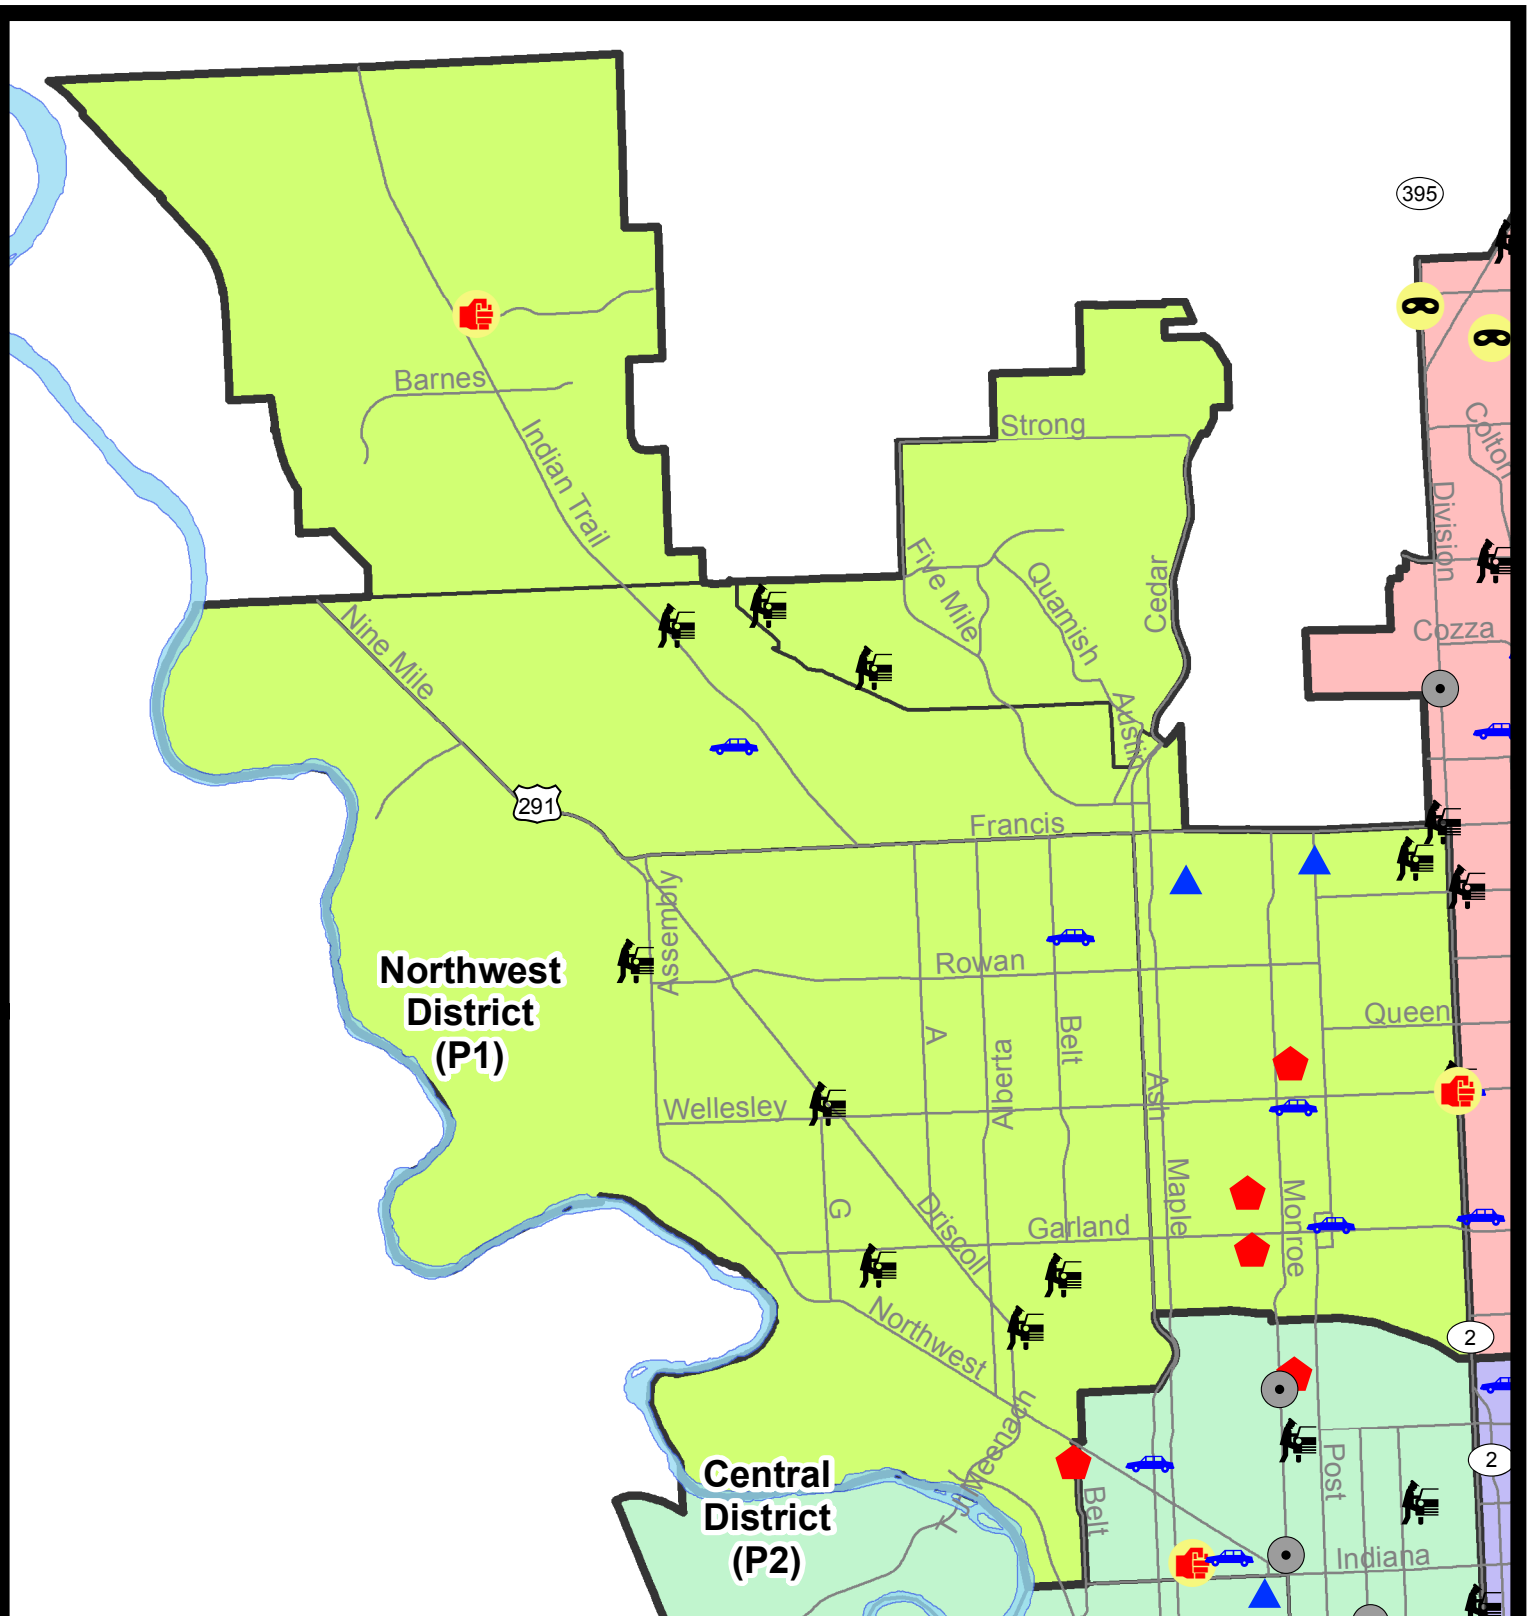 395
Barnes
Strong
Colton
Indian Trail
Division
Five Mile
Quamish
Cedar
Nine Mile
Cozza
Austin
291
Francis
Assembly
Northwest
District
(P1)
Rowan
Queen
A
Belt
Alberta
Ash
Wellesley
Maple
Monroe
G
Driscoll
Garland
Northwest
2
T J Meenach
Central
District
(P2)
Belt
Post
2
Indiana